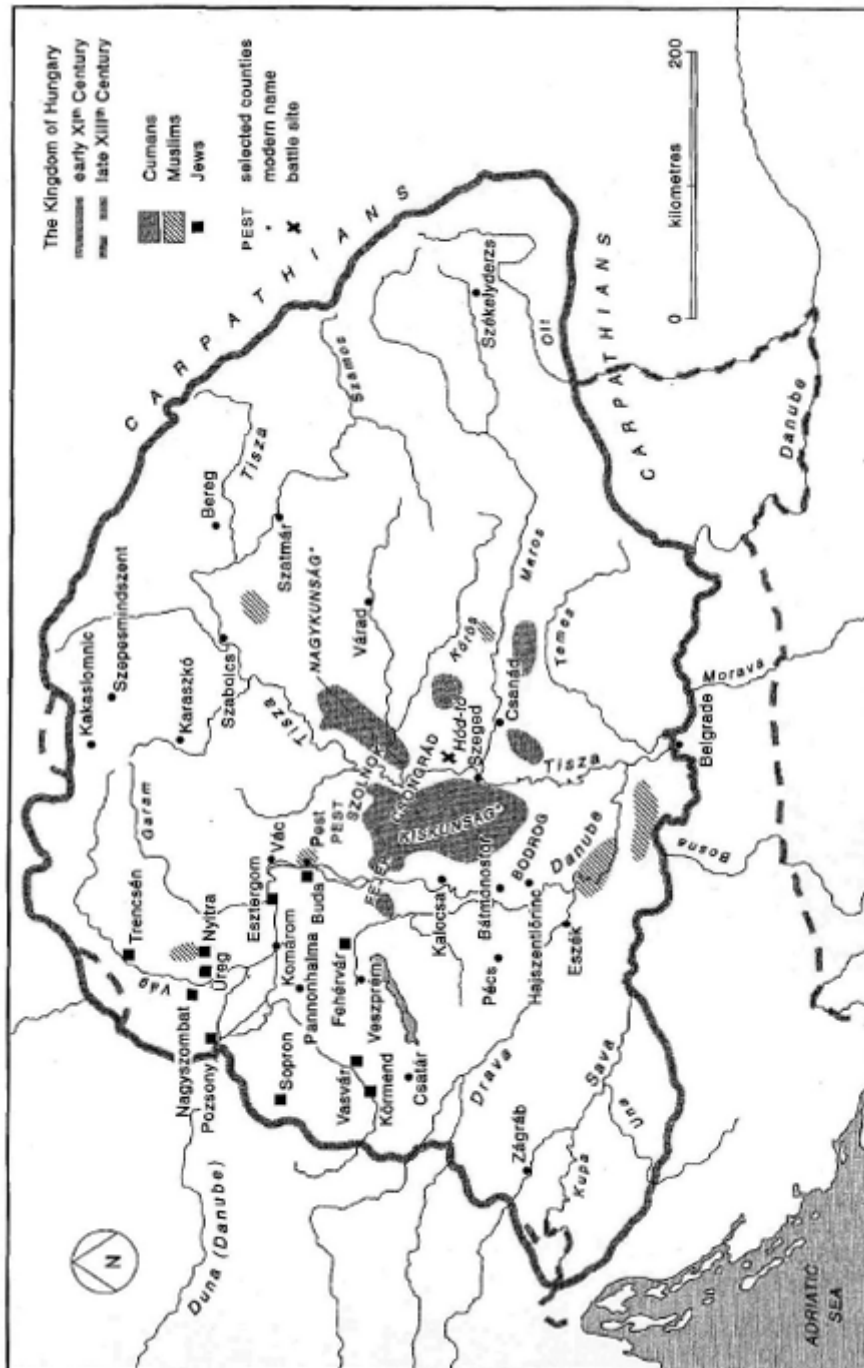 The Kingdom of Hungary
early XIth Century
late XIIIth Century
Cumans
Muslims
Jews
PEST selected counties
* modern name
battle site
N
Duna (Danube)
CARPATHIANS
Kakaslomnic
Szepesmindszent
Trencsén
Garam
Karaszkó
Bereg
Tisza
Vág
Nyitra
Üreg
Nagyszombat
Pozsony
Szabolcs
Szatmár
Szamos
Esztergom
Vác
Komárom
Pannonhalma
Buda
Pest
PEST
SZOLNOK
Tisza
NAGYKUNSÁG*
Sopron
Fehérvár
Veszprém
FEJÉR
Várad
Vasvár
Körmend
Csatár
KISKUNSÁG*
CSONGRÁD
Hód-tó
Körös
Kalocsa
Szeged
Csanád
Maros
Székelyderzs
Olt
Pécs
Bátmonostor
BODROG
Hajszentlőrinc
Danube
Tisza
Temes
Zágráb
Drava
Eszék
CARPATHIANS
Sava
Kupa
Una
Belgrade
Bosna
Morava
Danube
ADRIATIC
SEA
0 kilometres 200